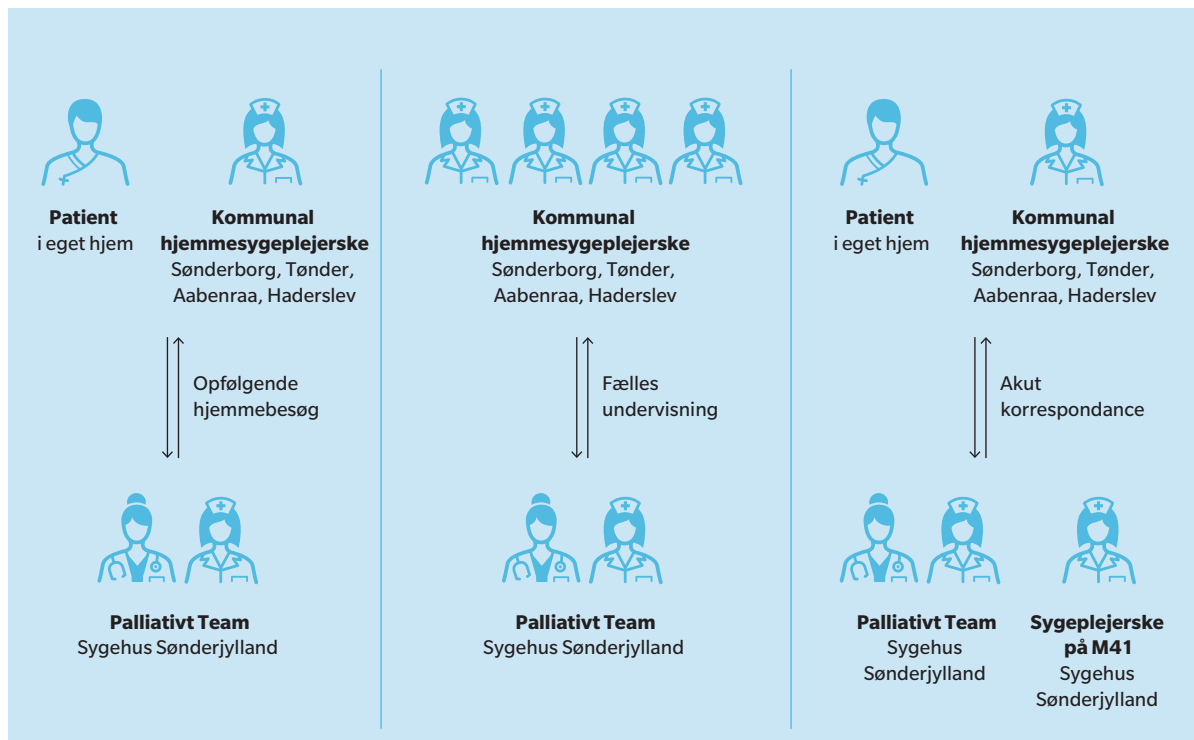 Patient
i eget hjem
Kommunal
hjemmesygeplejerske
Sønderborg, Tønder,
Aabenraa, Haderslev
Opfølgende
hjemmebesøg
Palliativt Team
Sygehus Sønderjylland
Kommunal
hjemmesygeplejerske
Sønderborg, Tønder,
Aabenraa, Haderslev
Fælles
undervisning
Palliativt Team
Sygehus Sønderjylland
Patient
i eget hjem
Kommunal
hjemmesygeplejerske
Sønderborg, Tønder,
Aabenraa, Haderslev
Akut
korrespondance
Palliativt Team
Sygehus
Sønderjylland
Sygeplejerske
på M41
Sygehus
Sønderjylland